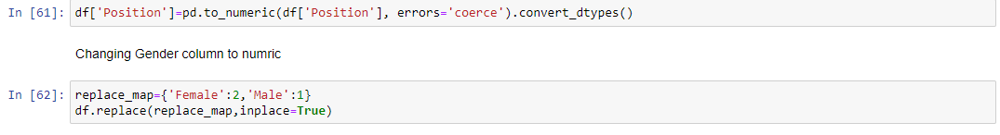 In [61]: df['Position']=pd.to_numeric(df['Position'], errors='coerce').convert_dtypes()
Changing Gender column to numric
In [62]: replace_map={'Female':2,'Male':1}
df.replace(replace_map,inplace=True)